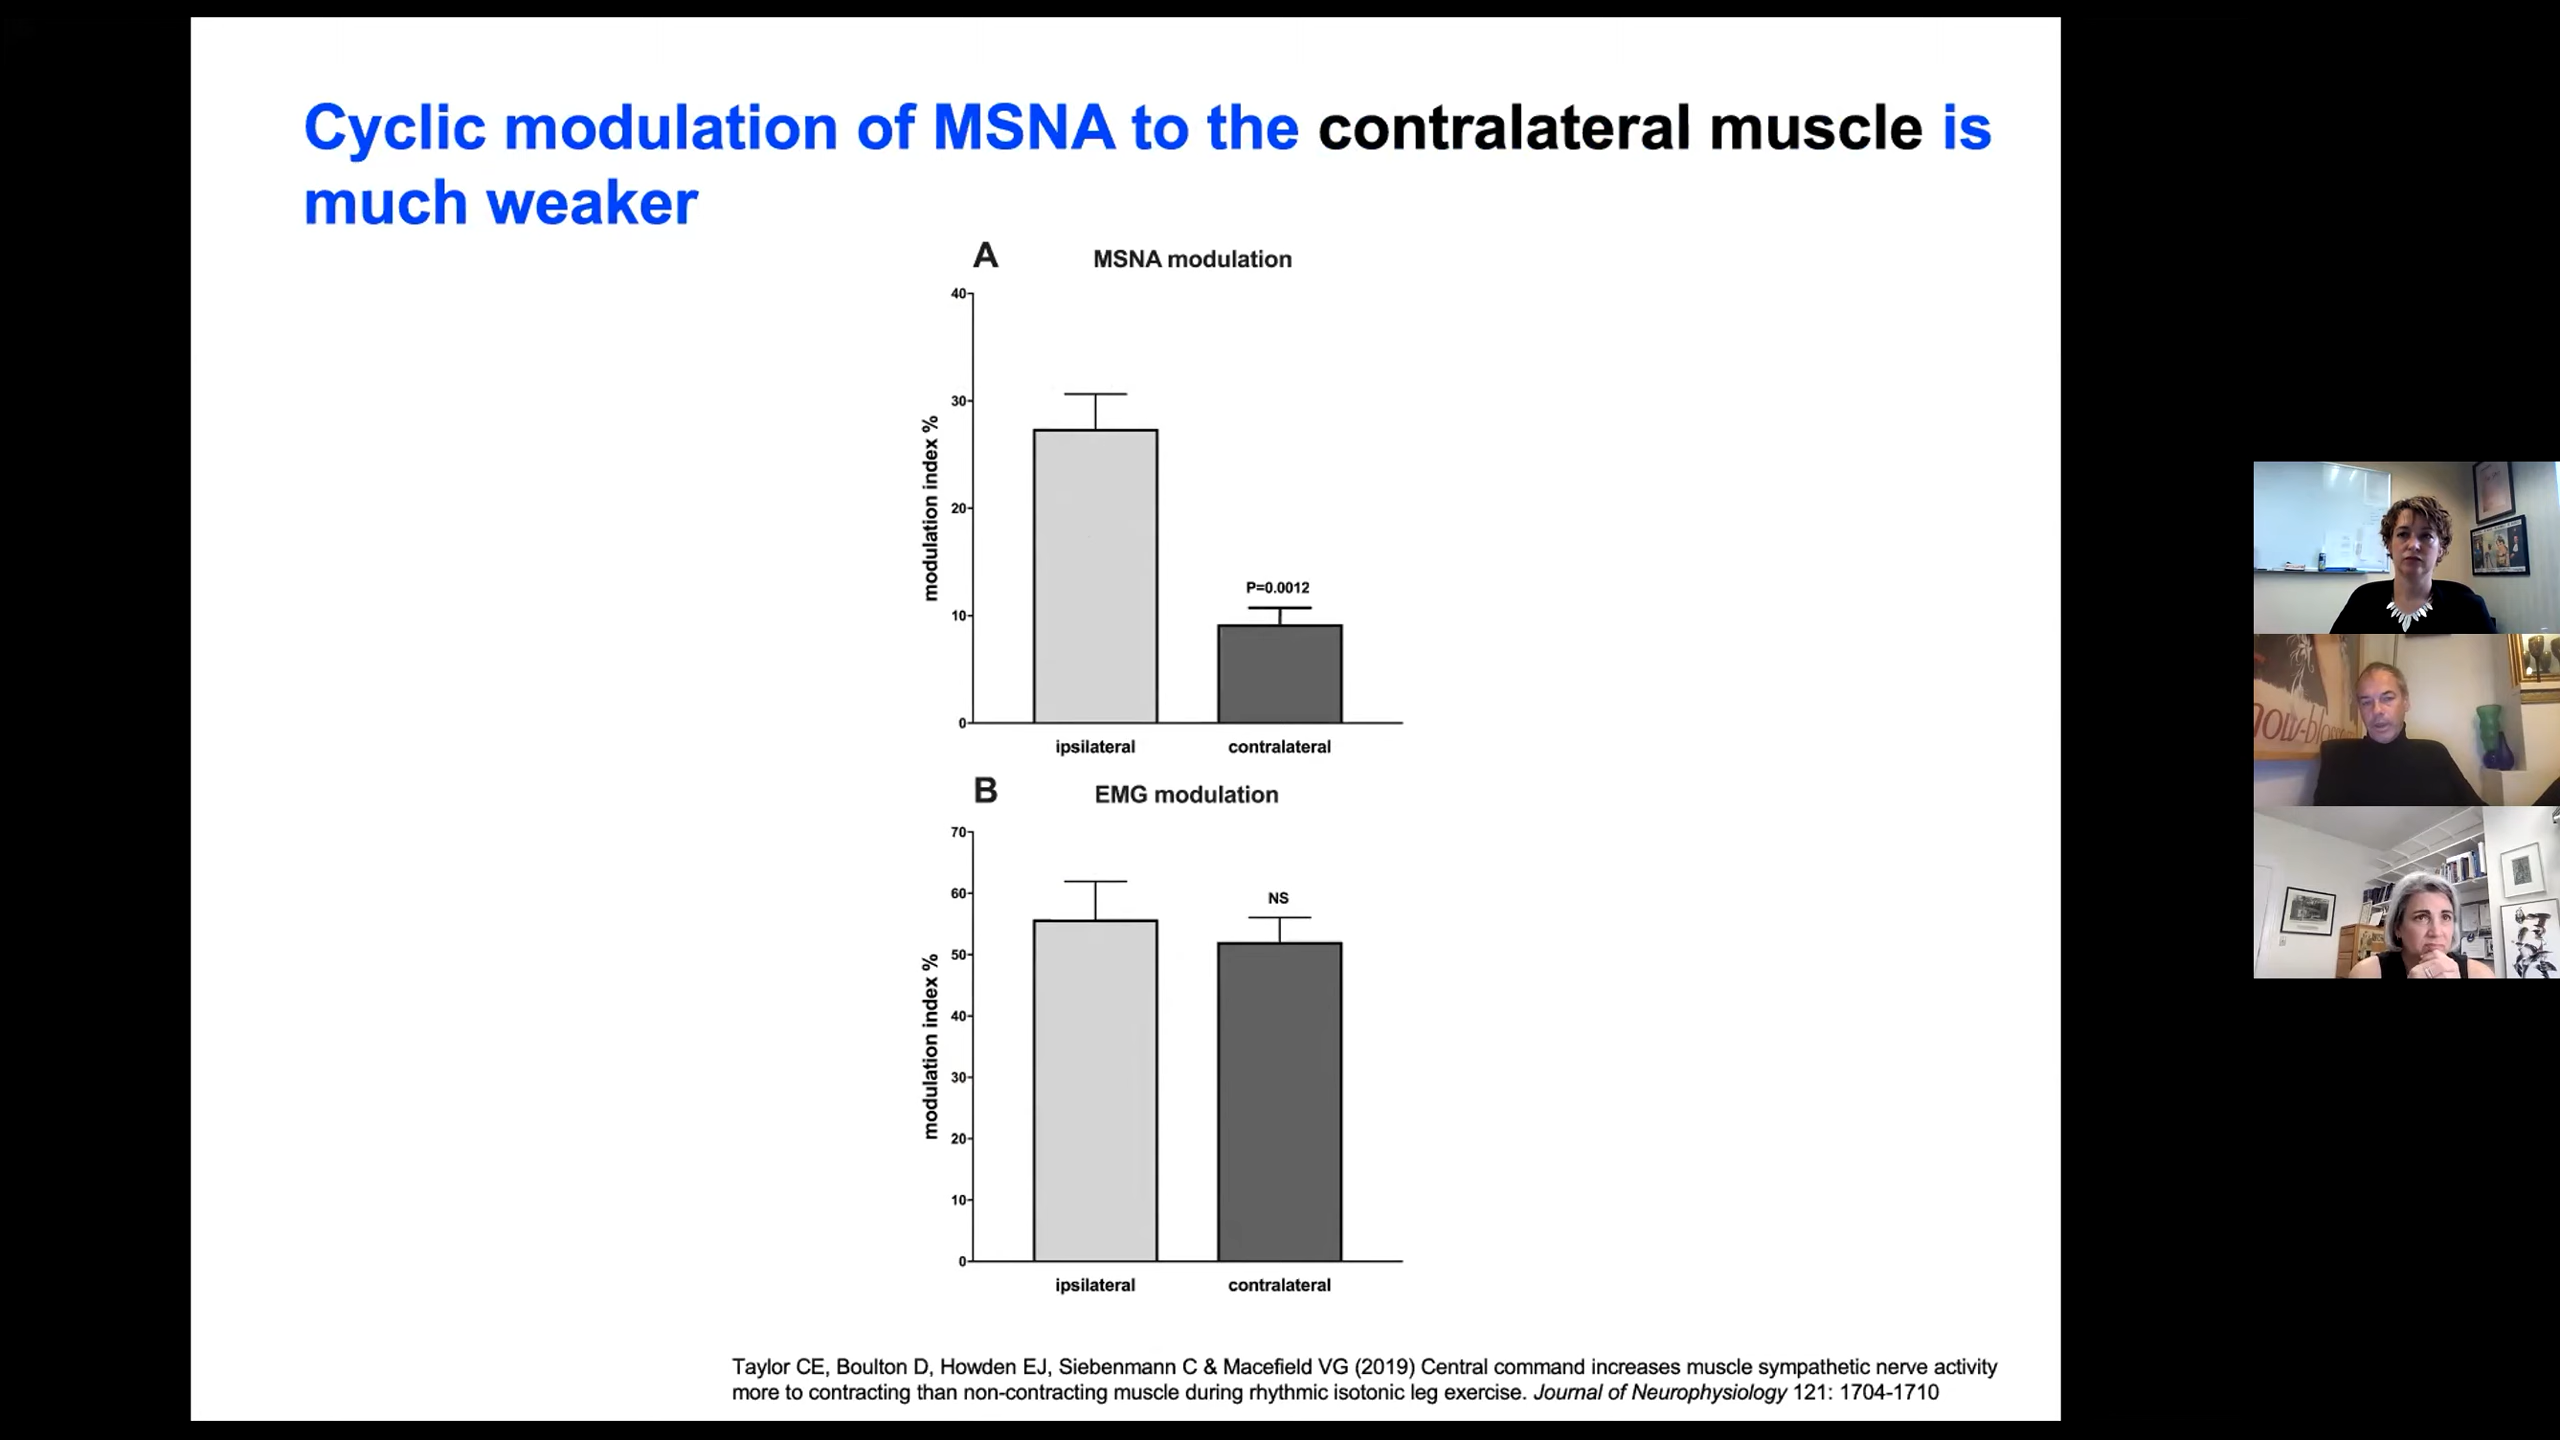 Cyclic modulation of MSNA to the contralateral muscle is
much weaker
A
MSNA modulation
modulation index %
40
30
20
10
0
P=0.0012
ipsilateral
contralateral
B
EMG modulation
modulation index %
70
60
50
40
30
20
10
0
NS
ipsilateral
contralateral
Taylor CE, Boulton D, Howden EJ, Siebenmann C & Macefield VG (2019) Central command increases muscle sympathetic nerve activity
more to contracting than non-contracting muscle during rhythmic isotonic leg exercise. Journal of Neurophysiology 121: 1704-1710